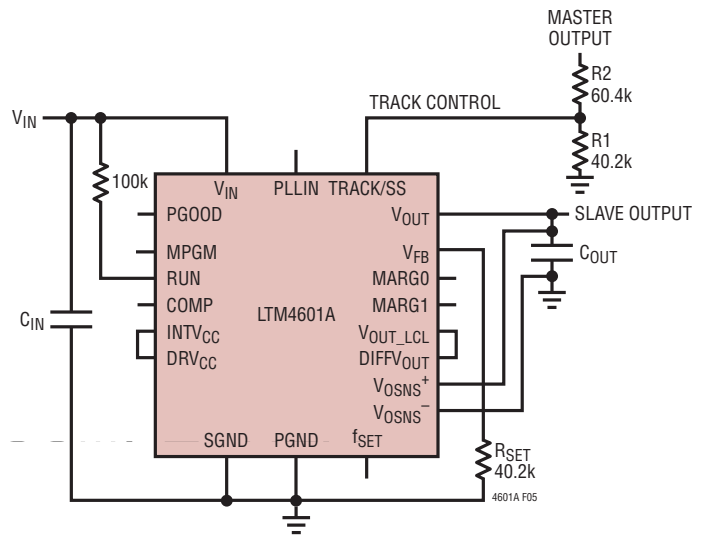 MASTER
OUTPUT
R2
60.4k
TRACK CONTROL
R1
40.2k
VIN
100k
VIN PLLIN TRACK/SS
PGOOD
VOUT
SLAVE OUTPUT
MPGM
VFB
COUT
RUN
MARG0
COMP
LTM4601A
MARG1
CIN
INTVCC
VOUT_LCL
DRVCC
DIFFVOUT
VOSNS+
VOSNS–
SGND PGND fSET
RSET
40.2k
4601A F05